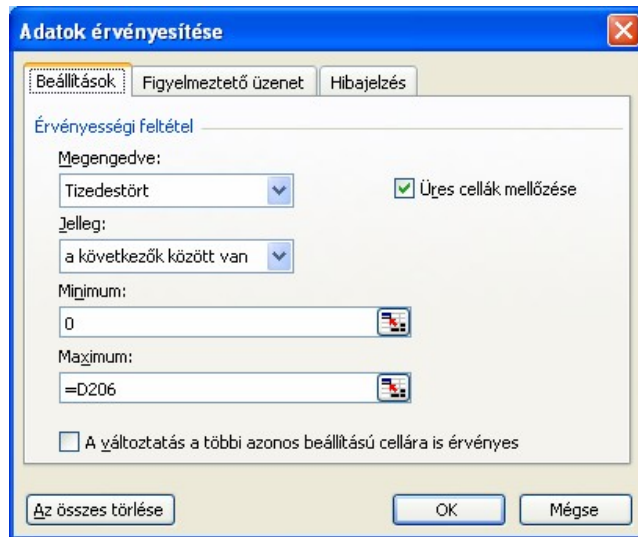 Adatok érvényesítése
Beállítások Figyelmeztető üzenet Hibajelzés
Érvényességi feltétel
Megengedve:
Tizedestört Üres cellák mellőzése
Jelleg:
a következők között van
Minimum:
0
Maximum:
=D206
A változtatás a többi azonos beállítású cellára is érvényes
Az összes törlése OK Mégse